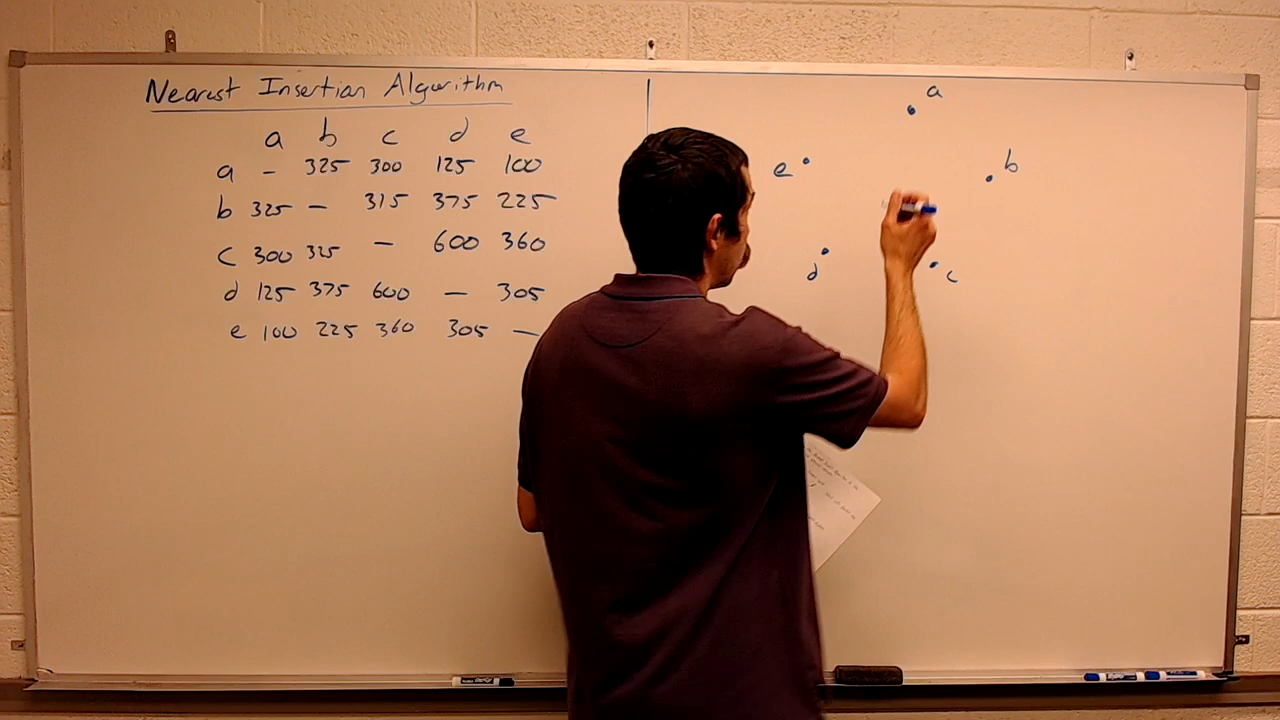 Nearest Insertion Algorithm
a b c d e
a - 325 300 125 100
b 325 - 315 375 225
c 300 325 - 600 360
d 125 375 600 - 305
e 100 225 360 305 -
a
b
e
d
c